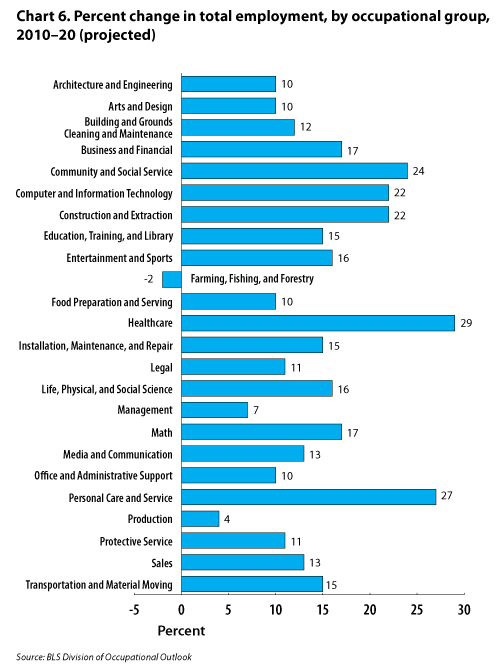 Chart 6. Percent change in total employment, by occupational group,
2010–20 (projected)
Architecture and Engineering 10
Arts and Design 10
Building and Grounds
Cleaning and Maintenance 12
Business and Financial 17
Community and Social Service 24
Computer and Information Technology 22
Construction and Extraction 22
Education, Training, and Library 15
Entertainment and Sports 16
-2 Farming, Fishing, and Forestry
Food Preparation and Serving 10
Healthcare 29
Installation, Maintenance, and Repair 15
Legal 11
Life, Physical, and Social Science 16
Management 7
Math 17
Media and Communication 13
Office and Administrative Support 10
Personal Care and Service 27
Production 4
Protective Service 11
Sales 13
Transportation and Material Moving 15
-5 0 5 10 15 20 25 30
Percent
Source: BLS Division of Occupational Outlook